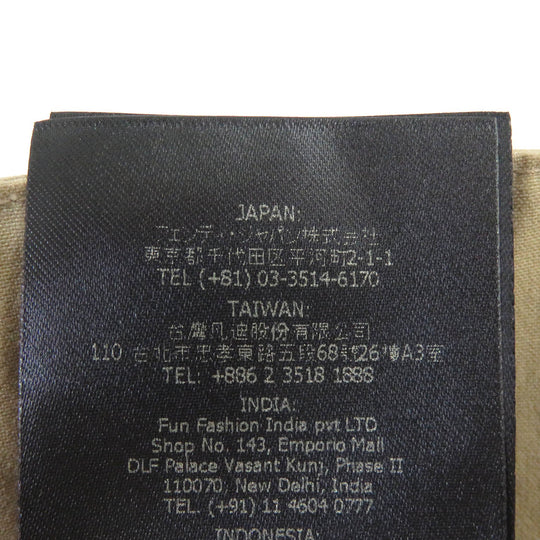 JAPAN:
フェンディ・ジャパン株式会社
東京都千代田区平河町2-1-1
TEL (+81) 03-3514-6170
TAIWAN:
台灣凡迪股份有限公司
110 台北市忠孝東路五段68號26樓A3室
TEL: +886 2 3518 1888
INDIA:
Fun Fashion India pvt LTD
Shop No. 143, Emporio Mall
DLF Palace Vasant Kunj, Phase II
110070, New Delhi, India
TEL. (+91) 11 4604 0777
INDONESIA: